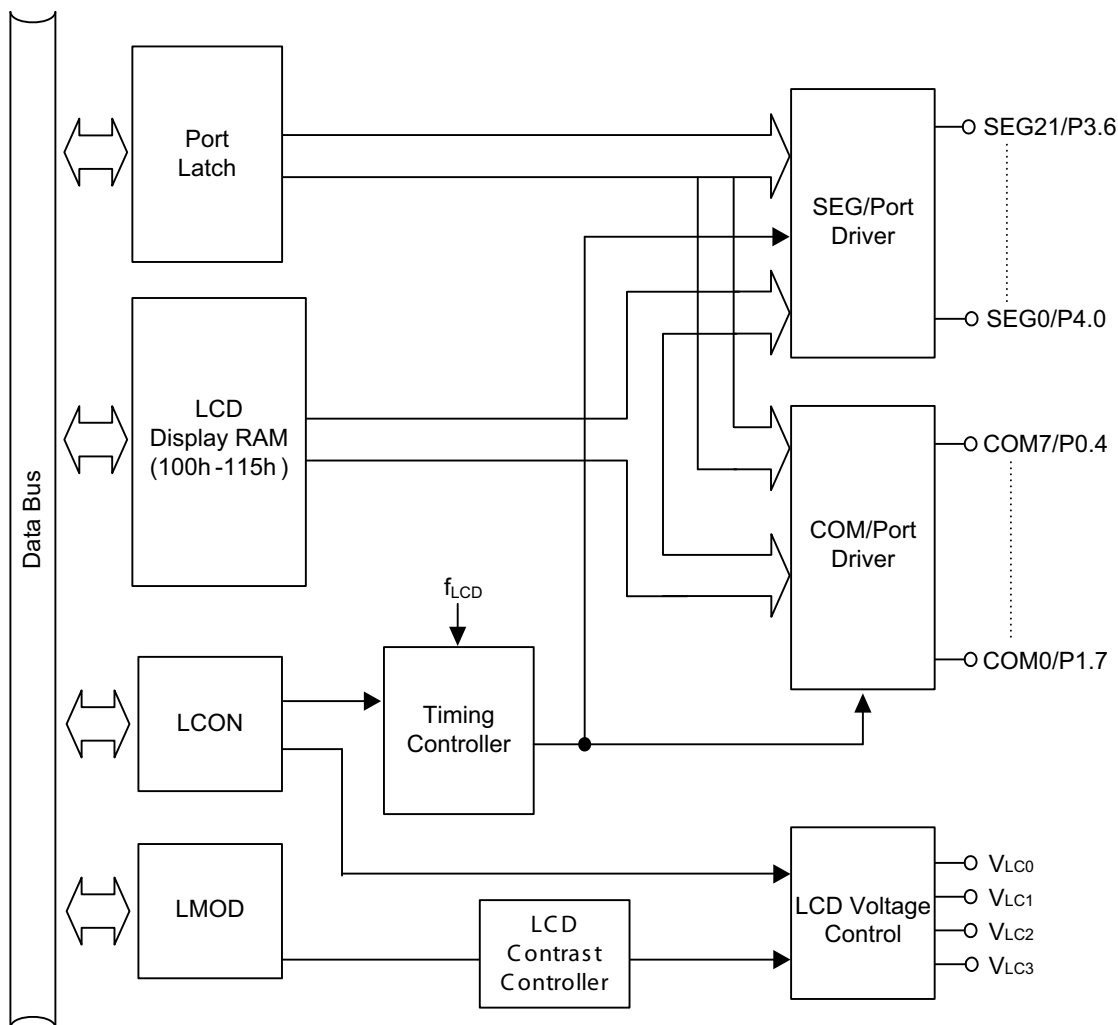 Data Bus
Port
Latch
SEG/Port
Driver
SEG21/P3.6
SEG0/P4.0
LCD
Display RAM
(100h -115h )
COM/Port
Driver
COM7/P0.4
COM0/P1.7
fLCD
LCON
Timing
Controller
LMOD
LCD
Contrast
Controller
LCD Voltage
Control
VLC0
VLC1
VLC2
VLC3